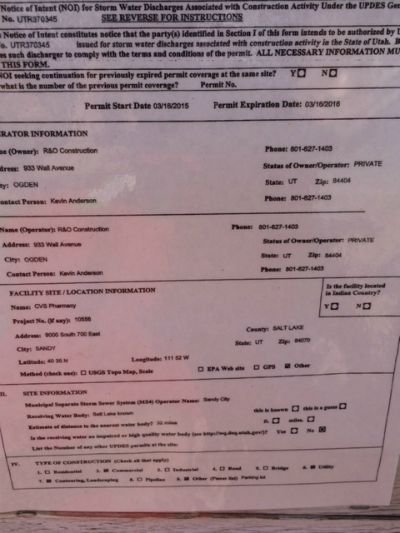 Notice of Intent (NOI) for Storm Water Discharges Associated with Construction Activity Under the UPDES Gen
No. UTR370345 SEE REVERSE FOR INSTRUCTIONS
Notice of Intent constitutes notice that the party(s) identified in Section I of this form intends to be authorized by U
o. UTR370345 issued for storm water discharges associated with construction activity in the State of Utah. B
es such discharger to comply with the terms and conditions of the permit. ALL NECESSARY INFORMATION MU
THIS FORM.
NOI seeking continuation for previously expired permit coverage at the same site? Y☐ N☐
what is the number of the previous permit coverage? Permit No.
Permit Start Date 03/16/2015 Permit Expiration Date: 03/16/2016
ERATOR INFORMATION
me (Owner): R&O Construction Phone: 801-627-1403
dress: 933 Wall Avenue Status of Owner/Operator: PRIVATE
ty: OGDEN State: UT Zip: 84404
ontact Person: Kevin Anderson Phone: 801-627-1403
Name (Operator): R&O Construction Phone: 801-627-1403
Address: 933 Wall Avenue Status of Owner/Operator: PRIVATE
City: OGDEN State: UT Zip: 84404
Contact Person: Kevin Anderson Phone: 801-627-1403
FACILITY SITE / LOCATION INFORMATION Is the facility located in Indian Country?
Name: CVS Pharmacy Y☐ N☐
Project No. (if any): 10556
Address: 9000 South 700 East County: SALT LAKE
City: SANDY State: UT Zip: 84070
Latitude: 40 35 N Longitude: 111 52 W
Method (check one): ☐ USGS Topo Map, Scale ☐ EPA Web site ☐ GPS ☒ Other
II. SITE INFORMATION
Municipal Separate Storm Sewer System (MS4) Operator Name: Sandy City
Receiving Water Body: Salt Lake known this is known ☐ this is a guess ☐
Estimate of distance to the nearest water body? 32 miles ft. ☐ miles. ☐
Is the receiving water an impaired or high quality water body (see http://wq.deq.utah.gov/)? Yes ☐ No ☒
List the Number of any other UPDES permits at the site:
IV. TYPE OF CONSTRUCTION (Check all that apply)
1. ☐ Residential 2. ☒ Commercial 3. ☐ Industrial 4. ☐ Road 5. ☐ Bridge 6. ☒ Utility
7. ☒ Contouring, Landscaping 8. ☐ Pipeline 9. ☒ Other (Please list) Parking lot